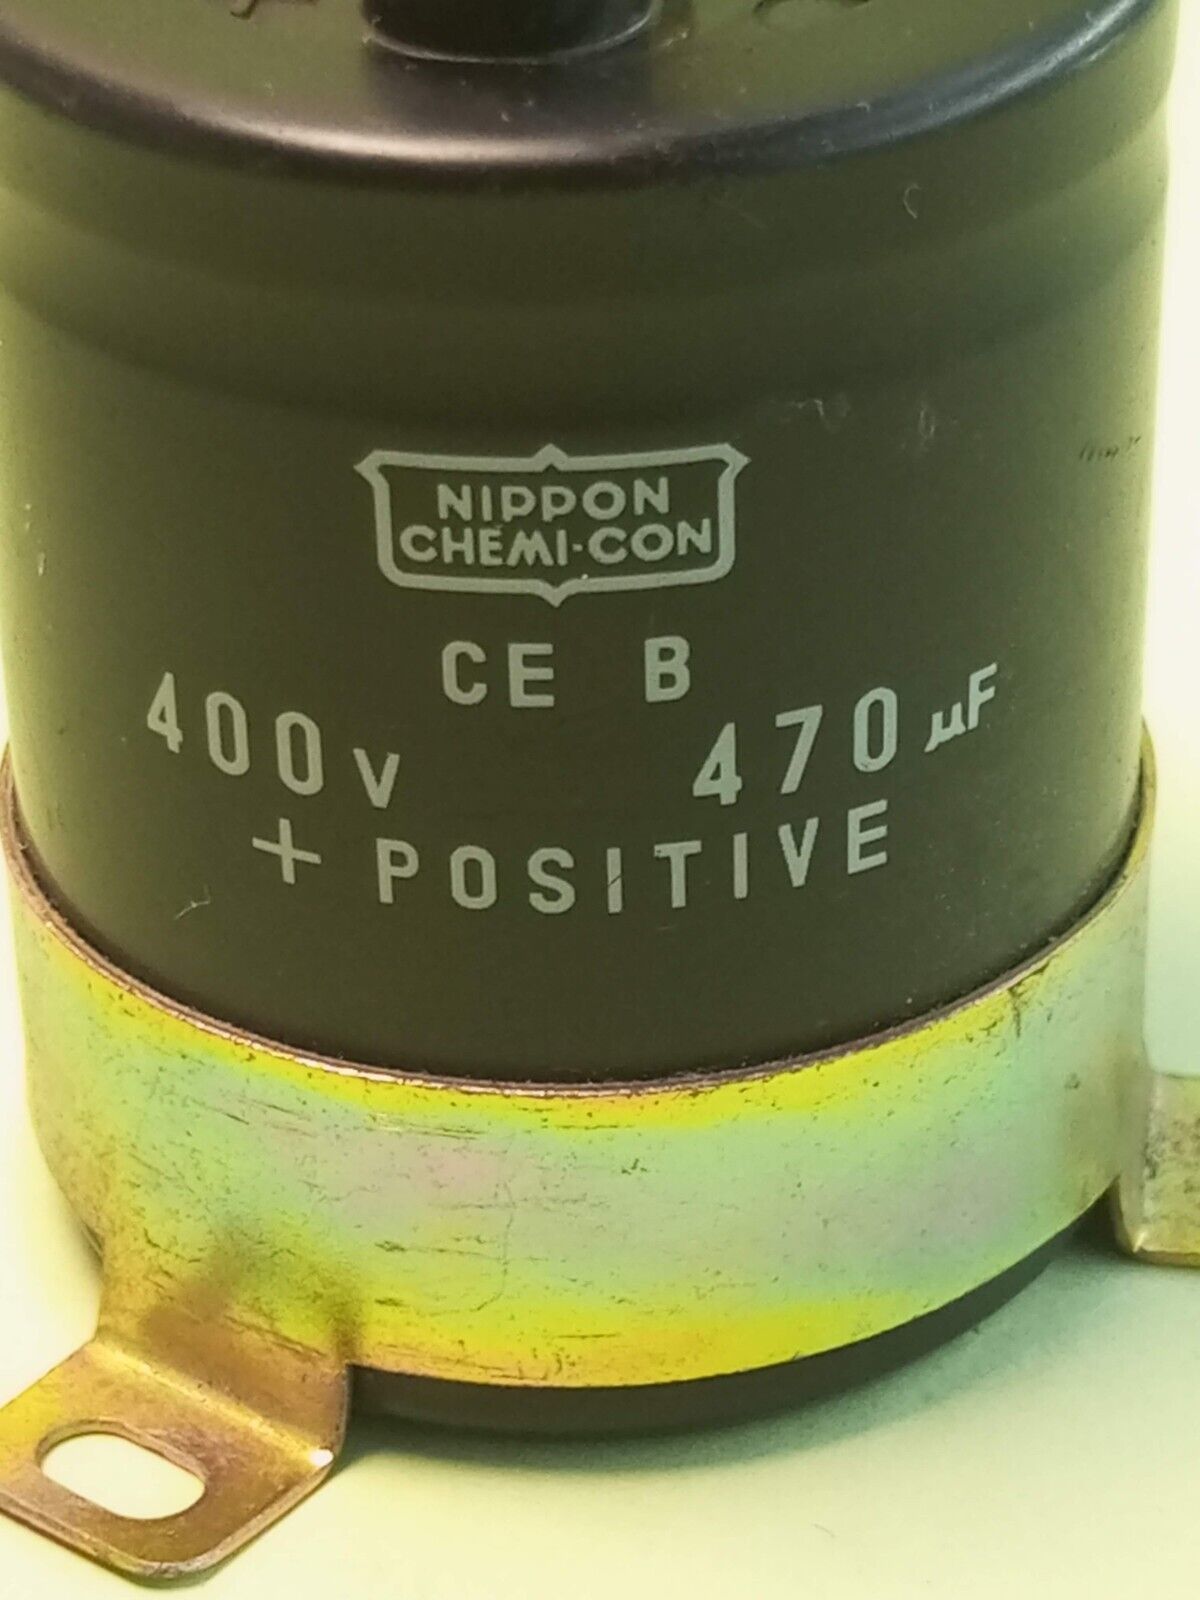 NIPPON
CHEMI-CON
CE B
400V 470µF
+ POSITIVE